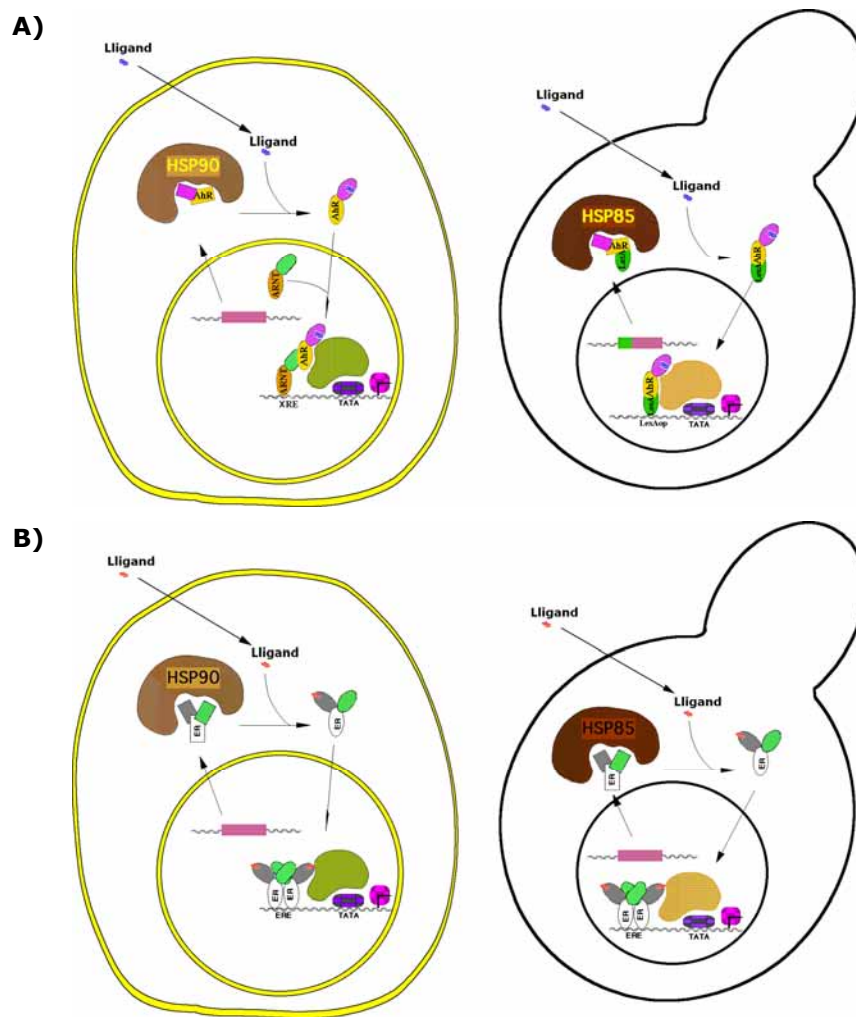 A)
Lligand
Lligand
HSP90
AhR
AhR
ARNT
AhR
ARNT
XRE
TATA
Lligand
Lligand
HSP85
AhR
LexA
AhR
LexA
AhR
LexA
LexAop
TATA
B)
Lligand
Lligand
HSP90
ER
ER
ER
ER
ERE
TATA
Lligand
Lligand
HSP85
ER
ER
ER
ER
ERE
TATA